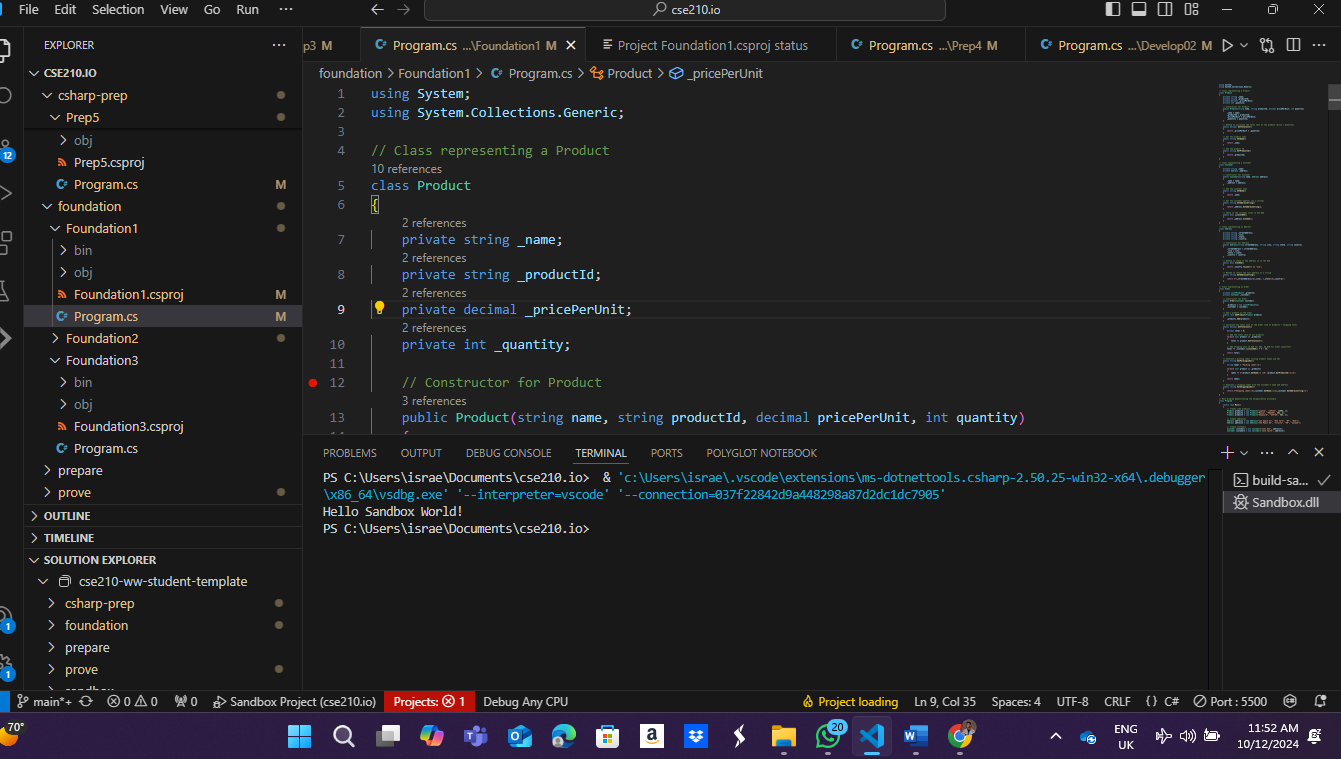 File Edit Selection View Go Run ···
cse210.io
EXPLORER ···
CSE210.IO
csharp-prep
Prep5
obj
Prep5.csproj
Program.cs M
foundation
Foundation1
bin
obj
Foundation1.csproj M
Program.cs M
Foundation2
Foundation3
bin
obj
Foundation3.csproj
Program.cs
prepare
prove
OUTLINE
TIMELINE
SOLUTION EXPLORER
cse210-ww-student-template
csharp-prep
foundation
prepare
prove
sandbox
12
1
1
p3 M
C# Program.cs ...\Foundation1 M
Project Foundation1.csproj status
C# Program.cs ...\Prep4 M
C# Program.cs ...\Develop02 M
foundation > Foundation1 > C# Program.cs > Product > _pricePerUnit
1 using System;
2 using System.Collections.Generic;
3
4 // Class representing a Product
10 references
5 class Product
6 {
2 references
7 private string _name;
2 references
8 private string _productId;
2 references
9 private decimal _pricePerUnit;
2 references
10 private int _quantity;
11
12 // Constructor for Product
3 references
13 public Product(string name, string productId, decimal pricePerUnit, int quantity)
PROBLEMS OUTPUT DEBUG CONSOLE TERMINAL PORTS POLYGLOT NOTEBOOK
PS C:\Users\israe\Documents\cse210.io> & 'c:\Users\israe\.vscode\extensions\ms-dotnettools.csharp-2.50.25-win32-x64\.debugger
\x86_64\vsdbg.exe' '--interpreter=vscode' '--connection=037f22842d9a448298a87d2dc1dc7905'
Hello Sandbox World!
PS C:\Users\israe\Documents\cse210.io>
build-sa...
Sandbox.dll
main*+ 0 0 0 Sandbox Project (cse210.io) Projects: 1 Debug Any CPU Project loading Ln 9, Col 35 Spaces: 4 UTF-8 CRLF {} C# Port : 5500
70°
20
ENG
UK
11:52 AM
10/12/2024